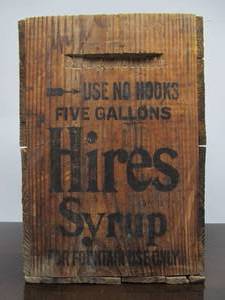 USE NO HOOKS
FIVE GALLONS
Hires
Syrup
FOR FOUNTAIN USE ONLY